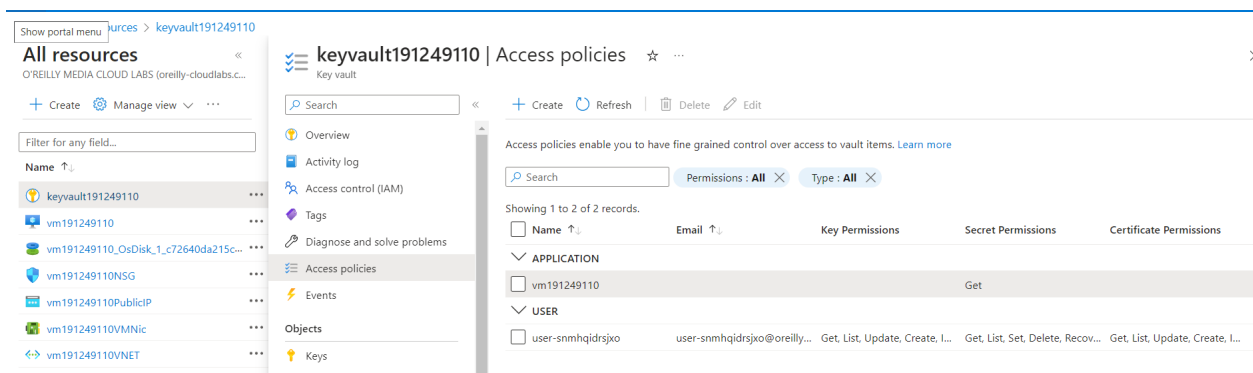 Show portal menu
urces > keyvault191249110
All resources «
O'REILLY MEDIA CLOUD LABS (oreilly-cloudlabs.c...
+ Create Manage view ...
Filter for any field...
Name ↑↓
keyvault191249110 ...
vm191249110 ...
vm191249110_OsDisk_1_c72640da215c... ...
vm191249110NSG ...
vm191249110PublicIP ...
vm191249110VMNic ...
vm191249110VNET ...
keyvault191249110 | Access policies ☆ ...
Key vault
Search «
Overview
Activity log
Access control (IAM)
Tags
Diagnose and solve problems
Access policies
Events
Objects
Keys
+ Create Refresh Delete Edit
Access policies enable you to have fine grained control over access to vault items. Learn more
Search Permissions : All × Type : All ×
Showing 1 to 2 of 2 records.
Name ↑↓ Email ↑↓ Key Permissions Secret Permissions Certificate Permissions
APPLICATION
vm191249110 Get
USER
user-snmhqidrsjxo user-snmhqidrsjxo@oreilly... Get, List, Update, Create, I... Get, List, Set, Delete, Recov... Get, List, Update, Create, I...